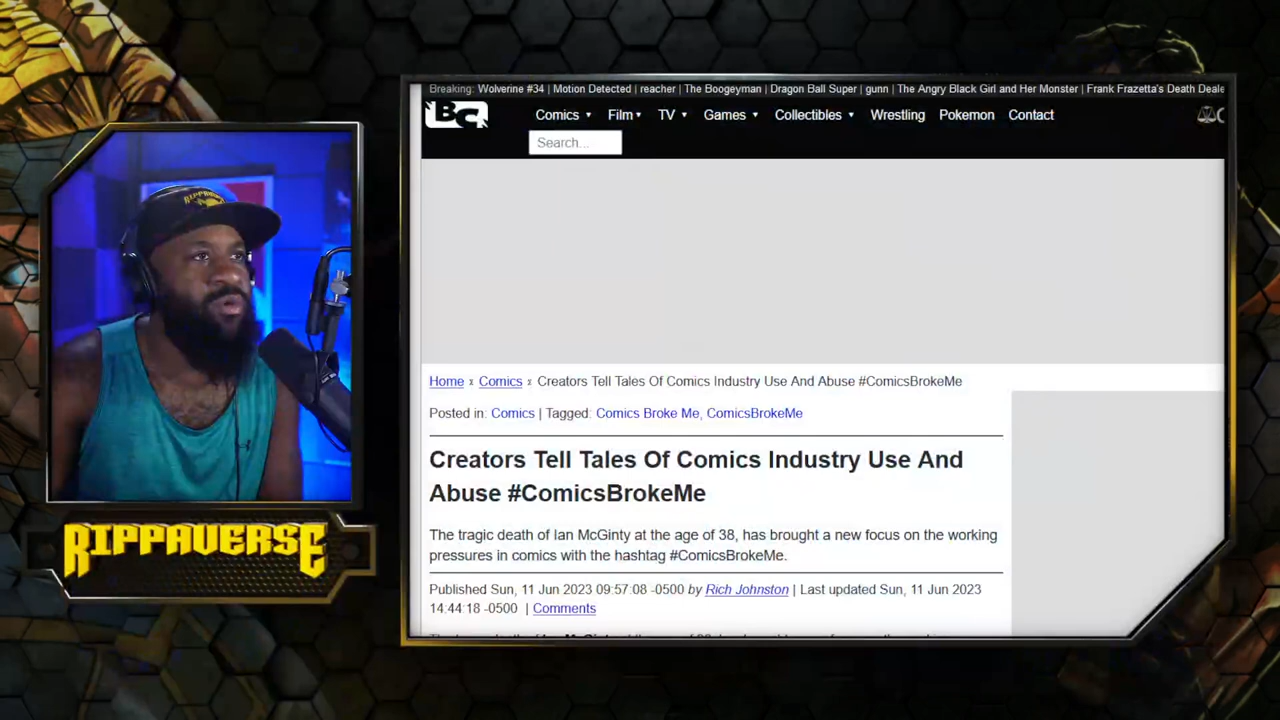 Breaking: Wolverine #34 | Motion Detected | reacher | The Boogeyman | Dragon Ball Super | gunn | The Angry Black Girl and Her Monster | Frank Frazetta's Death Deale
BC
Comics Film TV Games Collectibles Wrestling Pokemon Contact
Search...
RIPPAVERSE
Home x Comics x Creators Tell Tales Of Comics Industry Use And Abuse #ComicsBrokeMe
Posted in: Comics | Tagged: Comics Broke Me, ComicsBrokeMe
Creators Tell Tales Of Comics Industry Use And
Abuse #ComicsBrokeMe
The tragic death of Ian McGinty at the age of 38, has brought a new focus on the working
pressures in comics with the hashtag #ComicsBrokeMe.
Published Sun, 11 Jun 2023 09:57:08 -0500 by Rich Johnston | Last updated Sun, 11 Jun 2023
14:44:18 -0500 | Comments
RIPPAVERSE